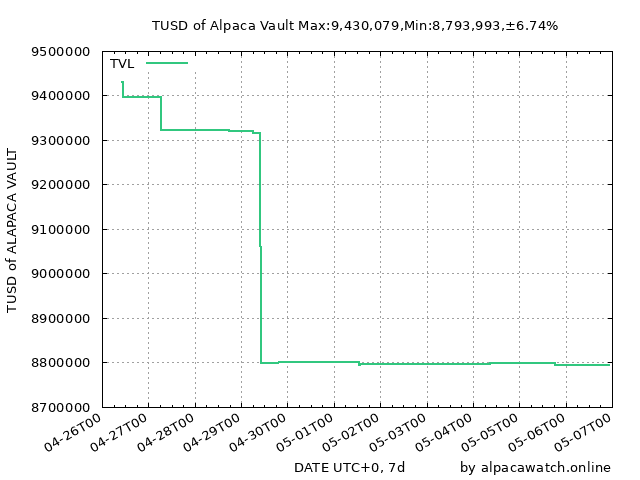 TUSD of Alpaca Vault Max:9,430,079,Min:8,793,993,±6.74%
TVL
9500000
9400000
9300000
9200000
9100000
9000000
8900000
8800000
8700000
TUSD of ALAPACA VAULT
04-26T00
04-27T00
04-28T00
04-29T00
04-30T00
05-01T00
05-02T00
05-03T00
05-04T00
05-05T00
05-06T00
05-07T00
DATE UTC+0, 7d
by alpacawatch.online